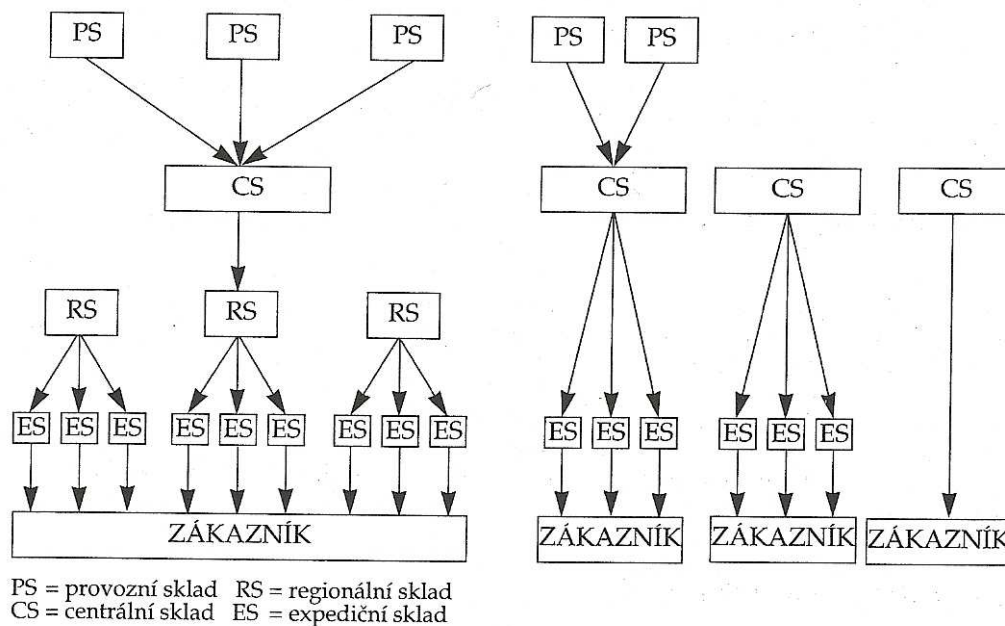 PS PS PS PS PS
CS CS CS CS
RS RS RS
ES ES ES ES ES ES ES ES ES ES ES ES ES ES ES
ZÁKAZNÍK ZÁKAZNÍK ZÁKAZNÍK ZÁKAZNÍK
PS = provozní sklad RS = regionální sklad
CS = centrální sklad ES = expediční sklad